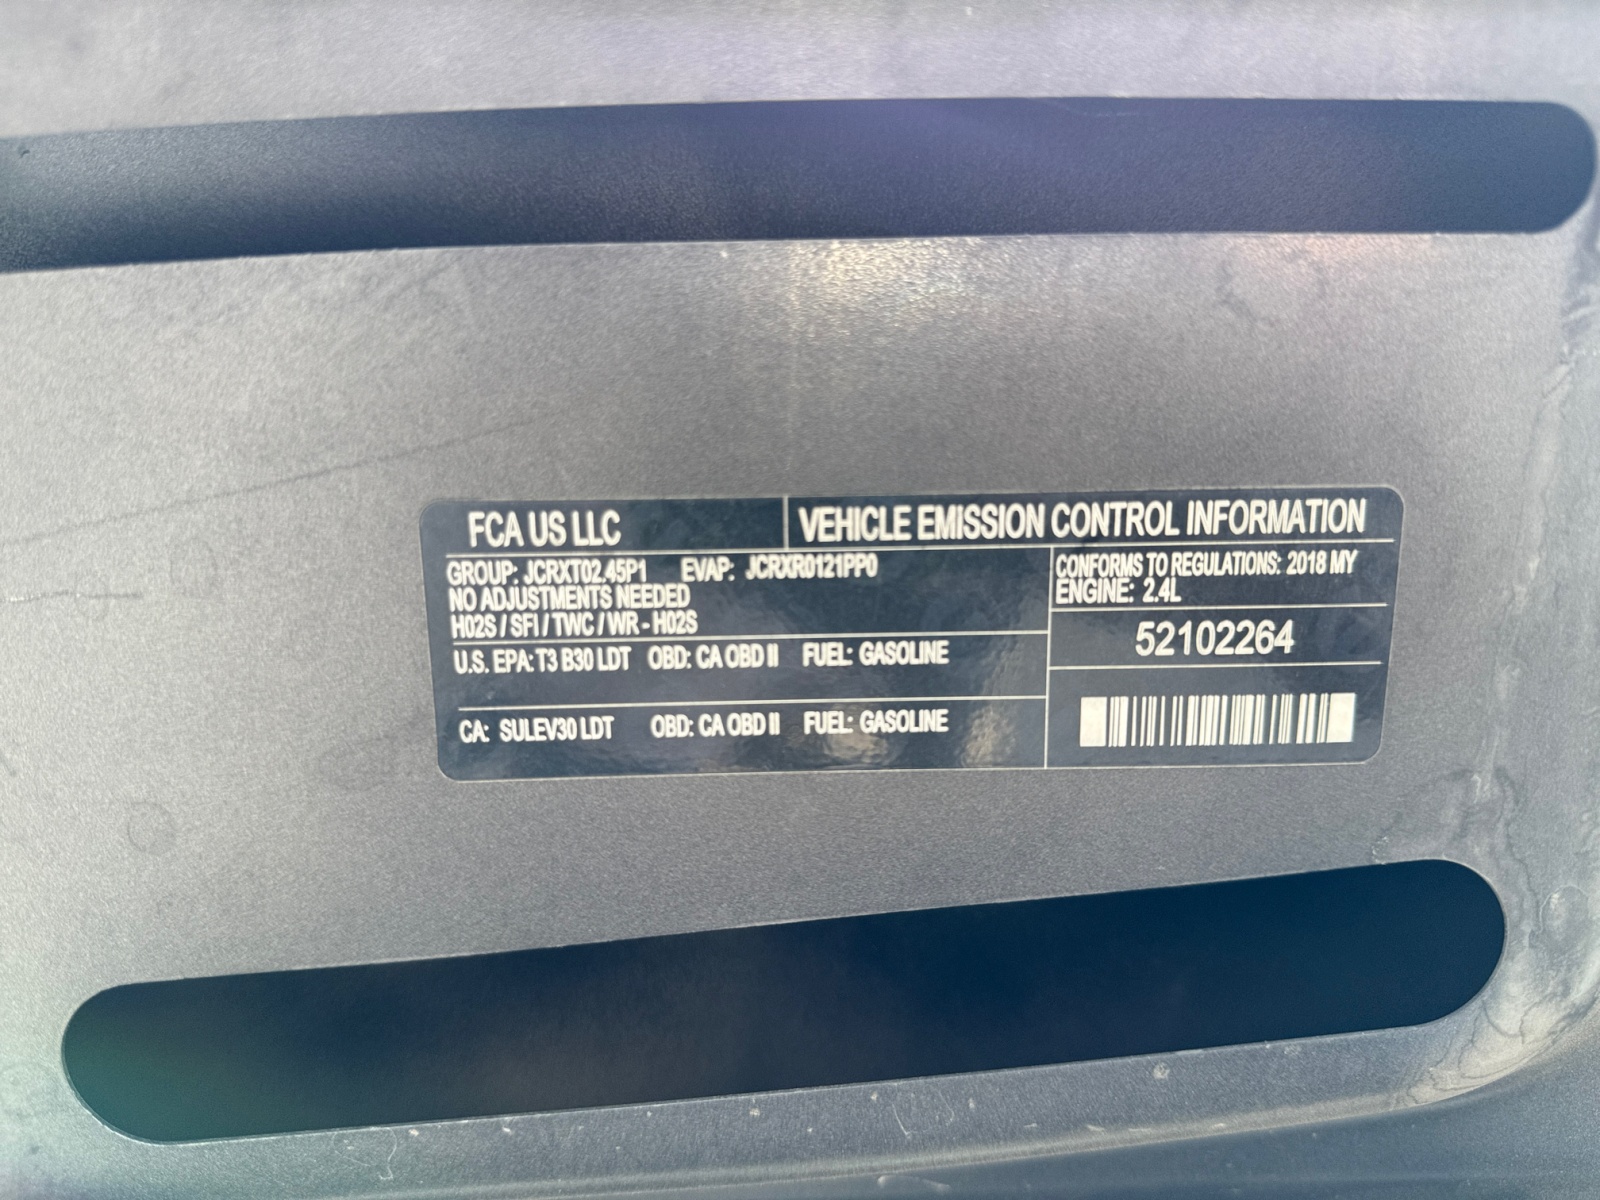 FCA US LLC
VEHICLE EMISSION CONTROL INFORMATION
GROUP: JCRXT02.45P1 EVAP: JCRXR0121PP0
NO ADJUSTMENTS NEEDED
H02S / SFI / TWC / WR - H02S
U.S. EPA: T3 B30 LDT OBD: CA OBD II FUEL: GASOLINE
CA: SULEV30 LDT OBD: CA OBD II FUEL: GASOLINE
CONFORMS TO REGULATIONS: 2018 MY
ENGINE: 2.4L
52102264